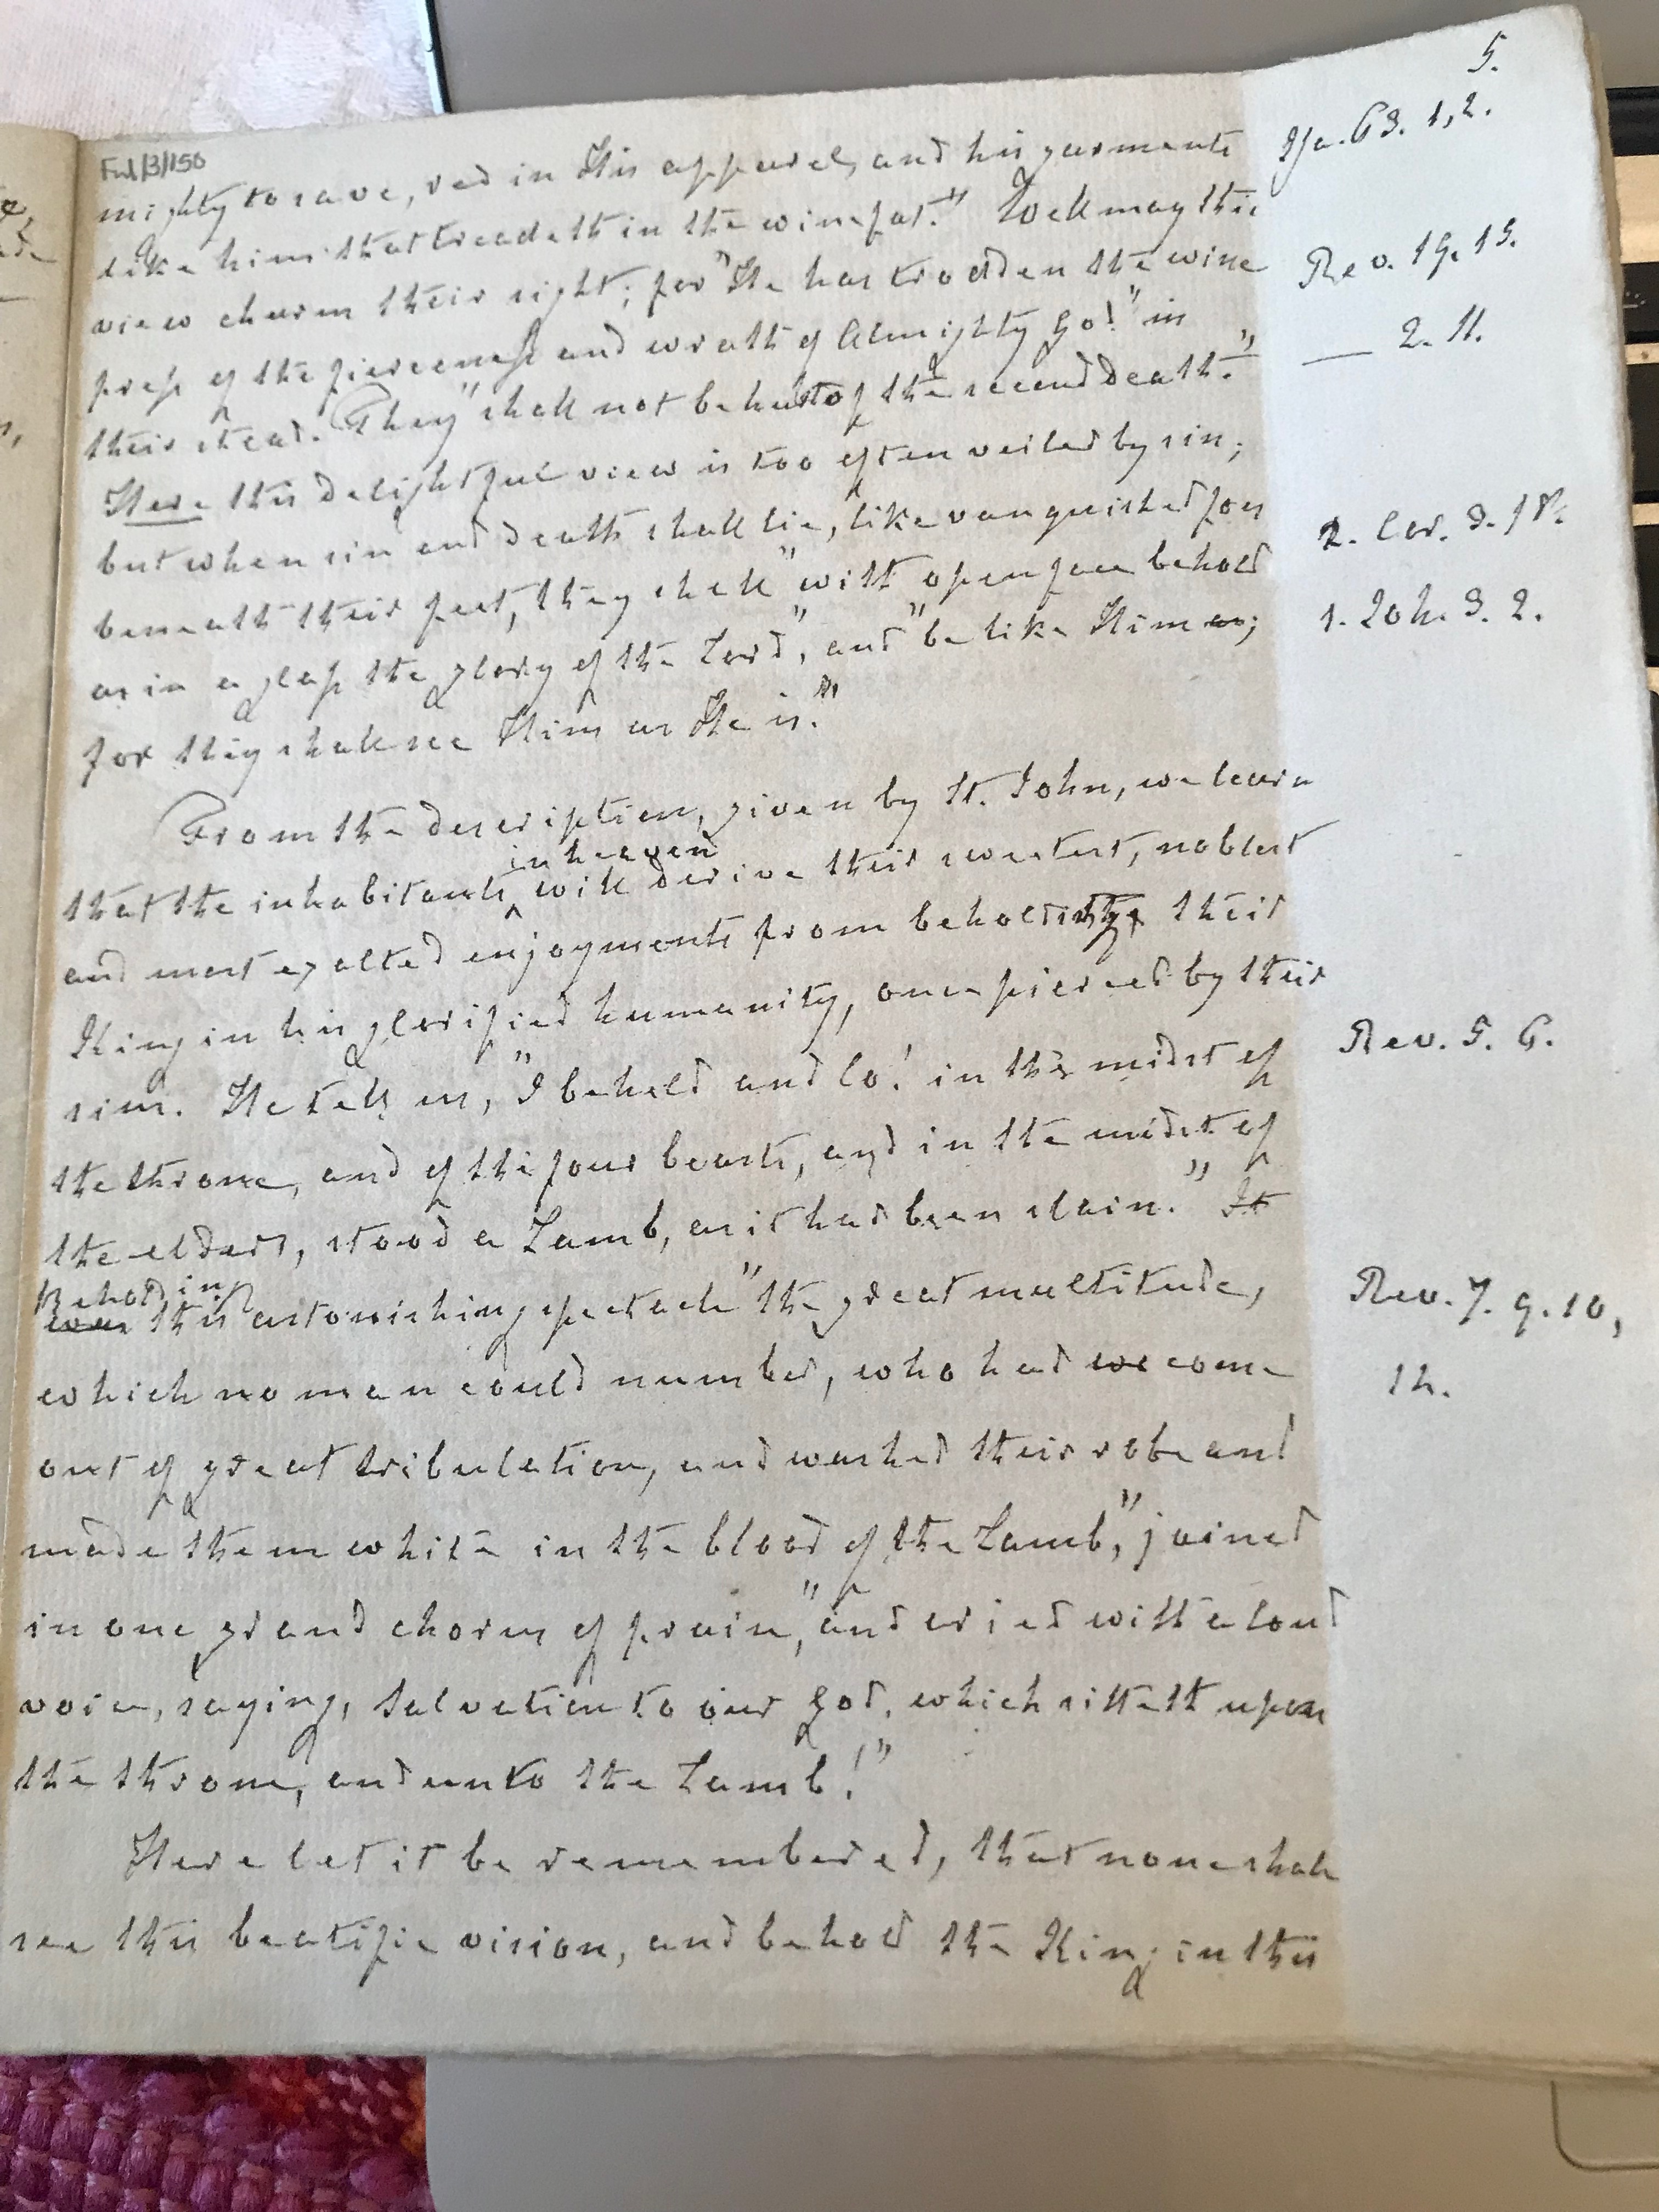 5.
Ful/3/150
mighty to save, red in His apparel, and his garments Isa. 63. 1,2.
like him that treadeth in the winefat." Well may this
view charm their sight; for "He has trodden the wine Rev. 19. 15.
press of the fierceness and wrath of Almighty God" in
their stead. They "shall not be hurt of the second death." — 2. 11.
Here this delightful view is too often veiled by sin;
but when sin and death shall lie, like vanquished foes
beneath their feet, they shall "with open face behold 2. Cor. 3. 18.
as in a glass the glory of the Lord", and "be like Him; 1. Joh. 3. 2.
for they shall see Him as He is."
From the description, given by St. John, we learn
in heaven
that the inhabitants ^ will derive their sweetest, noblest
and most exalted enjoyments from beholding their
King in his glorified humanity, once pierced by their
sins. He tells us, "I beheld and lo! in the midst of Rev. 5. 6.
the throne, and of the four beasts, and in the midst of
the elders, stood a Lamb, as it had been slain." It
Beholding
was this astonishing spectacle "the great multitude, Rev. 7. 9. 10,
which no man could number, who had we come 14.
out of great tribulation, and washed their robe and
made them white in the blood of the Lamb," joined
in one grand chorus of praise, "and cried with a loud
voice, saying, Salvation to our God, which sitteth upon
the throne, and unto the Lamb!"
Here let it be remembered, that none shall
see this beatific vision, and behold the King in this